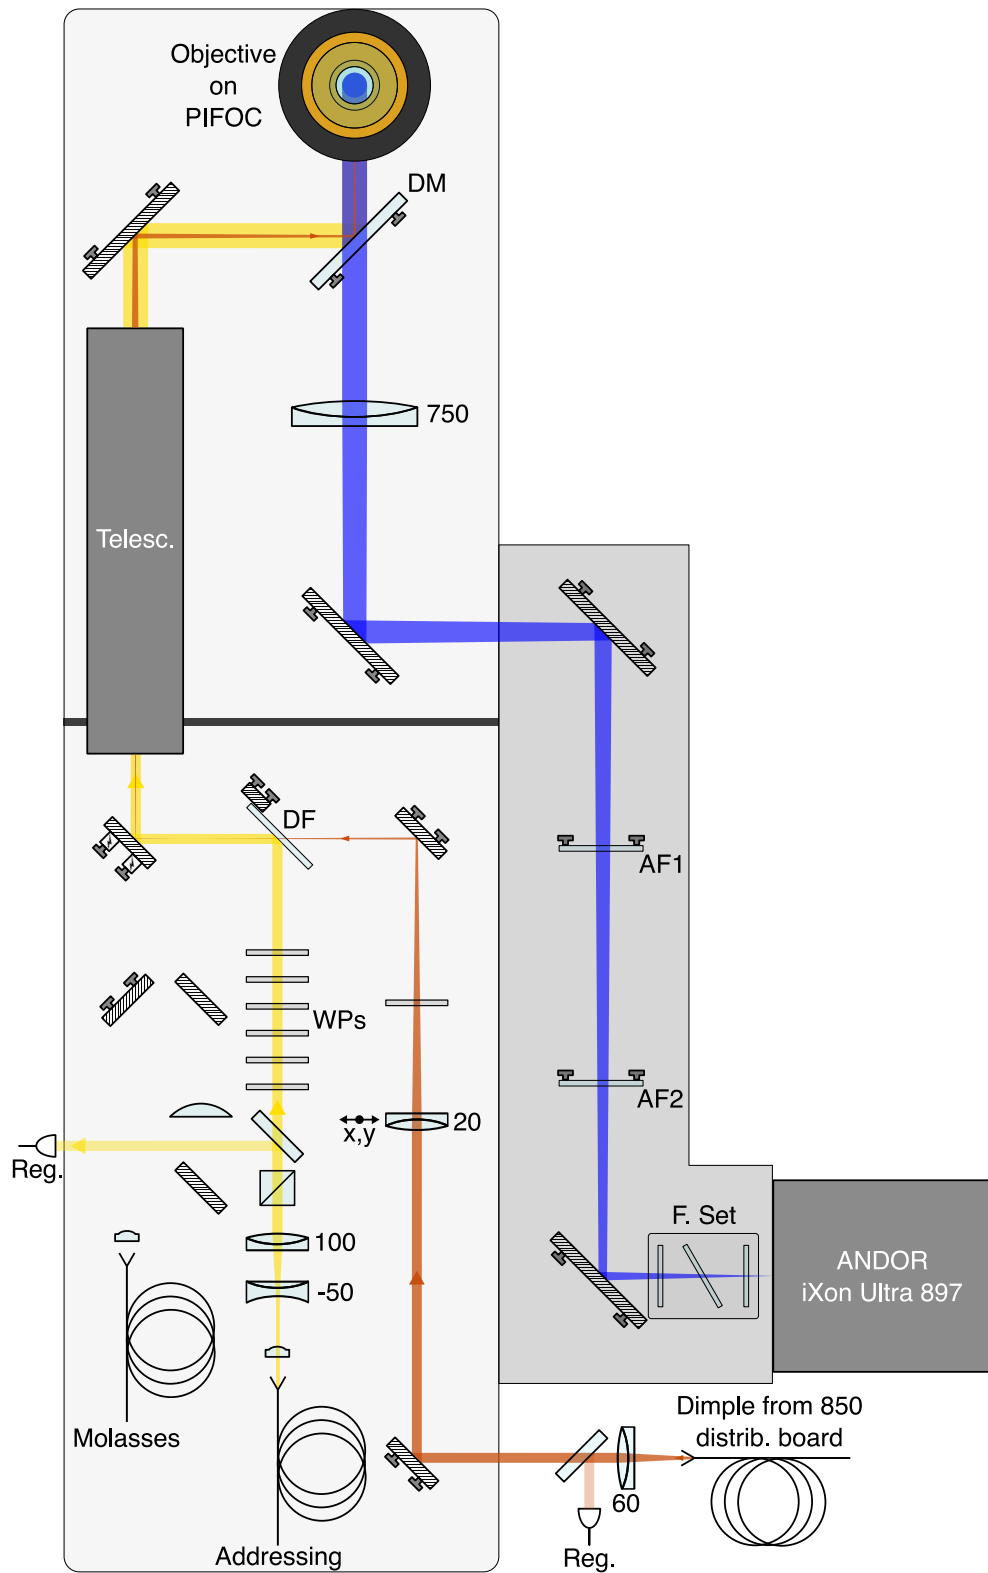 Objective
on
PIFOC
DM
750
Telesc.
DF
AF1
WPs
AF2
x,y
20
Reg.
F. Set
100
-50
ANDOR
iXon Ultra 897
Molasses
Dimple from 850
distrib. board
60
Addressing
Reg.